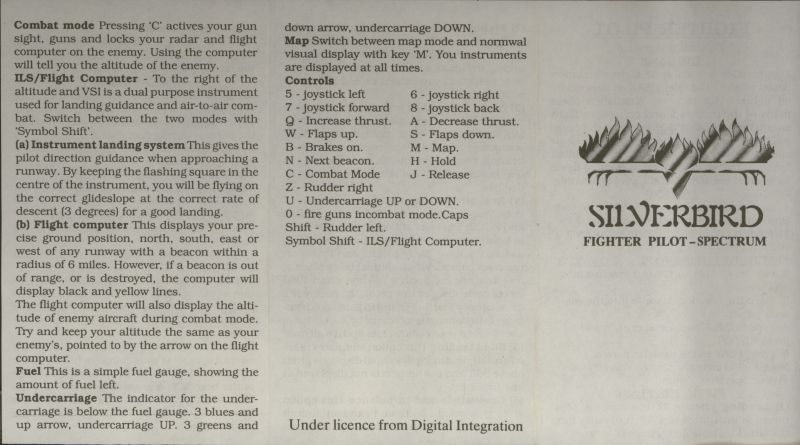 Combat mode Pressing 'C' actives your gun
sight, guns and locks your radar and flight
computer on the enemy. Using the computer
will tell you the altitude of the enemy.
ILS/Flight Computer - To the right of the
altitude and VSI is a dual purpose instrument
used for landing guidance and air-to-air com-
bat. Switch between the two modes with
'Symbol Shift'.
(a) Instrument landing system This gives the
pilot direction guidance when approaching a
runway. By keeping the flashing square in the
centre of the instrument, you will be flying on
the correct glideslope at the correct rate of
descent (3 degrees) for a good landing.
(b) Flight computer This displays your pre-
cise ground position, north, south, east or
west of any runway with a beacon within a
radius of 6 miles. However, if a beacon is out
of range, or is destroyed, the computer will
display black and yellow lines.
The flight computer will also display the alti-
tude of enemy aircraft during combat mode.
Try and keep your altitude the same as your
enemy's, pointed to by the arrow on the flight
computer.
Fuel This is a simple fuel gauge, showing the
amount of fuel left.
Undercarriage The indicator for the under-
carriage is below the fuel gauge. 3 blues and
up arrow, undercarriage UP. 3 greens and
down arrow, undercarriage DOWN.
Map Switch between map mode and normwal
visual display with key 'M'. You instruments
are displayed at all times.
Controls
5 - joystick left 6 - joystick right
7 - joystick forward 8 - joystick back
Q - Increase thrust. A - Decrease thrust.
W - Flaps up. S - Flaps down.
B - Brakes on. M - Map.
N - Next beacon. H - Hold
C - Combat Mode J - Release
Z - Rudder right
U - Undercarriage UP or DOWN.
0 - fire guns incombat mode.Caps
Shift - Rudder left.
Symbol Shift - ILS/Flight Computer.
Under licence from Digital Integration
SILVERBIRD
FIGHTER PILOT - SPECTRUM